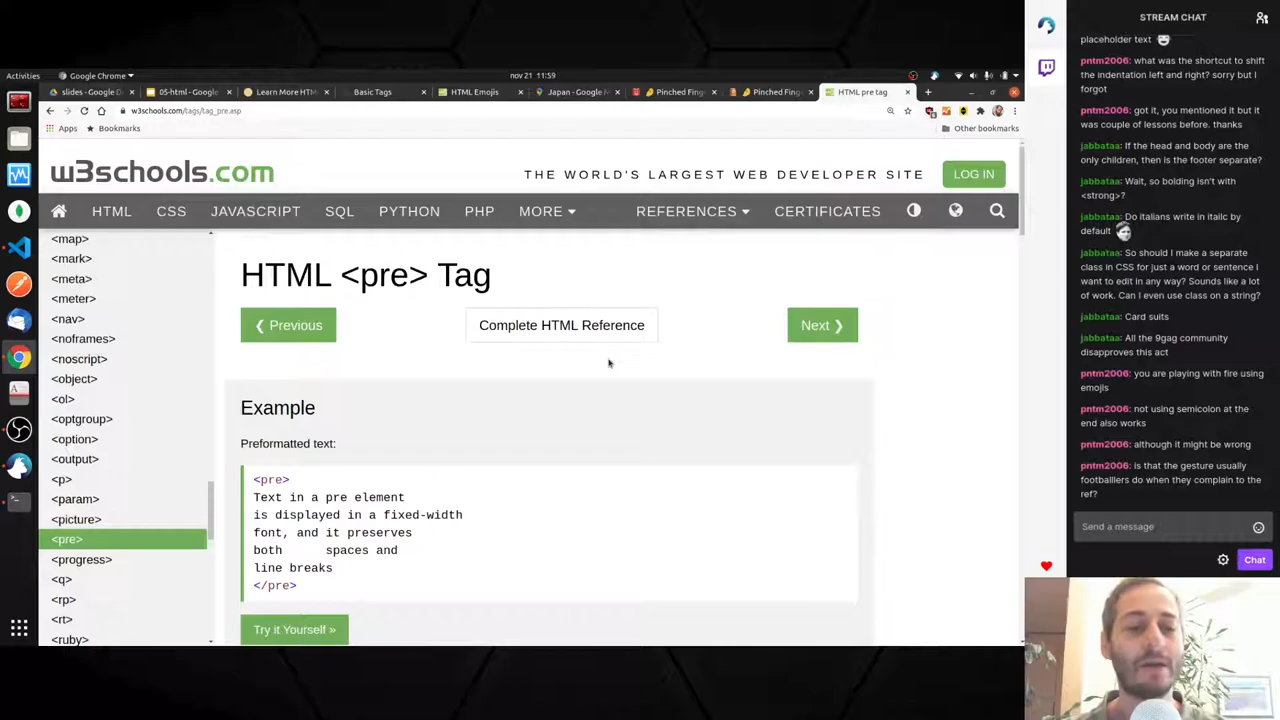 Activities
Google Chrome
nov 21 11:59
slides - Google
05-html - Google
Learn More HTM
Basic Tags
HTML Emojis
Japan - Google M
Pinched Fing
Pinched Fing
HTML pre tag
w3schools.com/tags/tag_pre.asp
Apps
Bookmarks
Other bookmarks
w3schools.com
THE WORLD'S LARGEST WEB DEVELOPER SITE
LOG IN
HTML
CSS
JAVASCRIPT
SQL
PYTHON
PHP
MORE
REFERENCES
CERTIFICATES
<map>
<mark>
<meta>
<meter>
<nav>
<noframes>
<noscript>
<object>
<ol>
<optgroup>
<option>
<output>
<p>
<param>
<picture>
<pre>
<progress>
<q>
<rp>
<rt>
<ruby>
HTML <pre> Tag
❮ Previous
Complete HTML Reference
Next ❯
Example
Preformatted text:
<pre>
Text in a pre element
is displayed in a fixed-width
font, and it preserves
both      spaces and
line breaks
</pre>
Try it Yourself »
STREAM CHAT
placeholder text
pntm2006: what was the shortcut to shift
the indentation left and right? sorry but I
forgot
pntm2006: got it, you mentioned it but it
was couple of lessons before. thanks
jabbataa: If the head and body are the
only children, then is the footer separate?
jabbataa: Wait, so bolding isn't with
<strong>?
jabbataa: Do italians write in itailc by
default
jabbataa: So should I make a separate
class in CSS for just a word or sentence I
want to edit in any way? Sounds like a lot
of work. Can I even use class on a string?
jabbataa: Card suits
jabbataa: All the 9gag community
disapproves this act
pntm2006: you are playing with fire using
emojis
pntm2006: not using semicolon at the
end also works
pntm2006: although it might be wrong
pntm2006: is that the gesture usually
footballlers do when they complain to the
ref?
Send a message
Chat